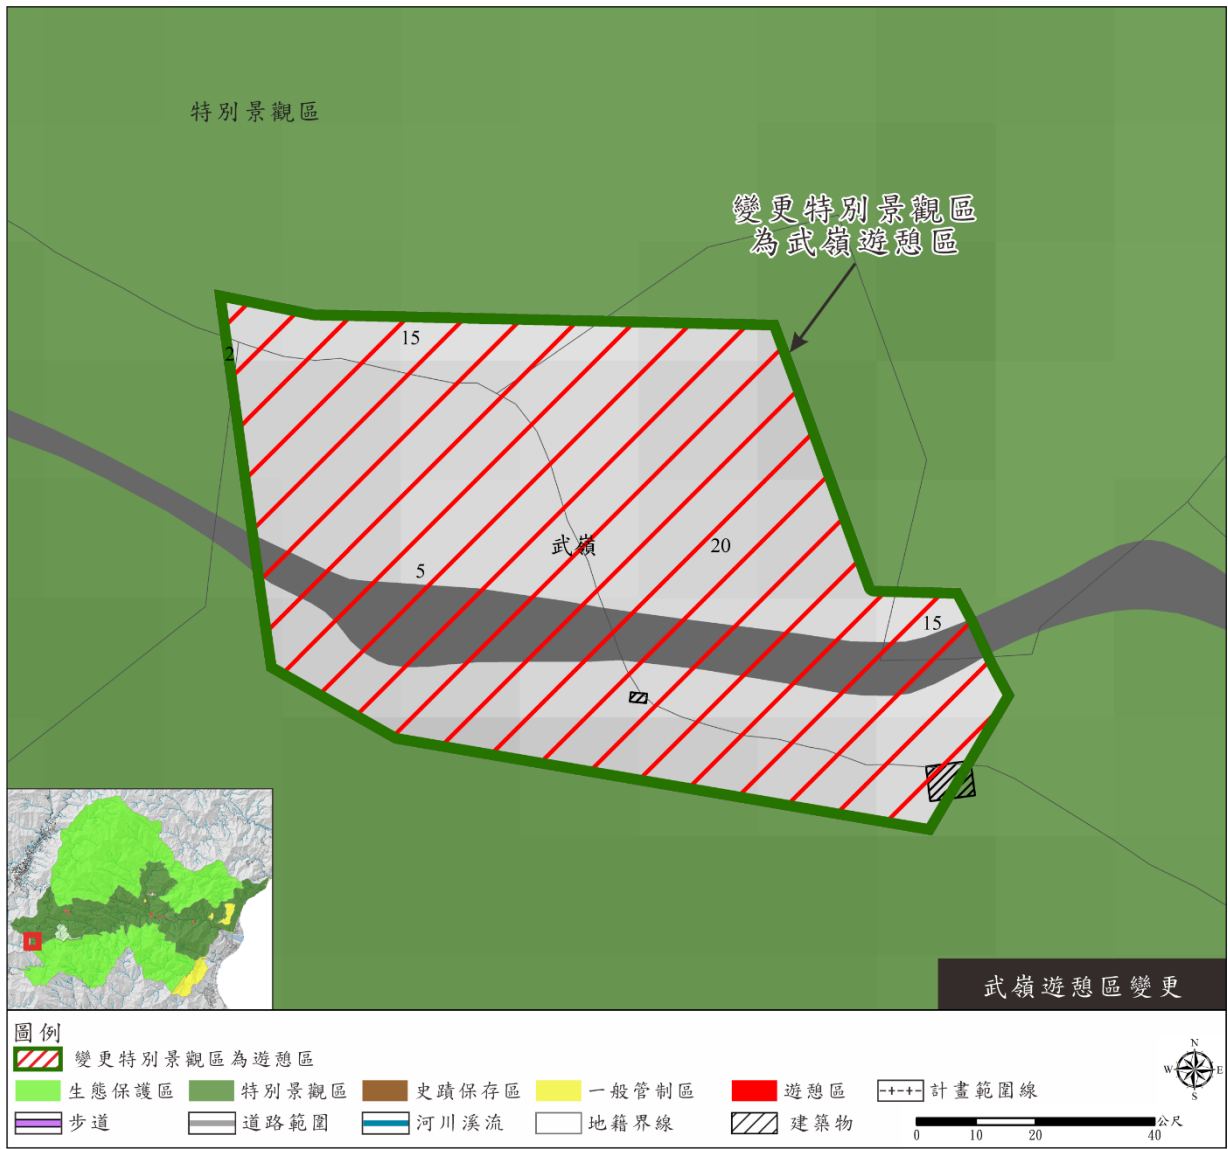 特別景觀區
變更特別景觀區
為武嶺遊憩區
15
2
武嶺
20
5
15
武嶺遊憩區變更
圖例
變更特別景觀區為遊憩區
生態保護區
特別景觀區
史蹟保存區
一般管制區
遊憩區
計畫範圍線
步道
道路範圍
河川溪流
地籍界線
建築物
N
W
E
S
公尺
0 10 20 40